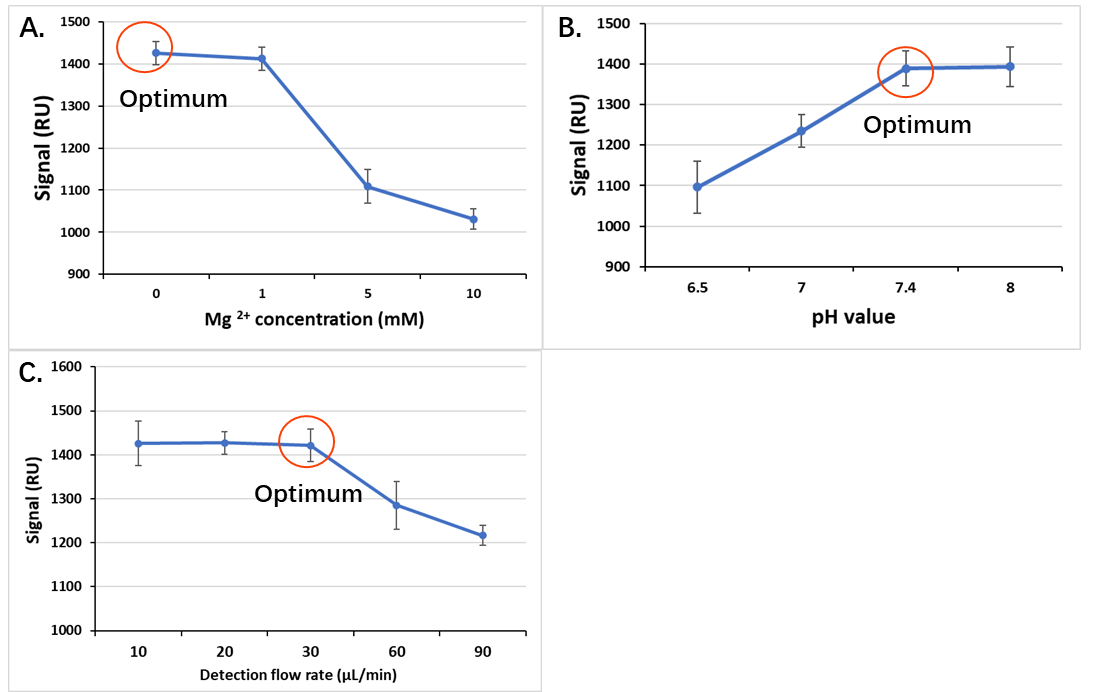 A.
1500
1400
1300
1200
1100
1000
900
Signal (RU)
Optimum
0 1 5 10
Mg 2+ concentration (mM)
B.
1500
1400
1300
1200
1100
1000
900
Signal (RU)
Optimum
6.5 7 7.4 8
pH value
C.
1600
1500
1400
1300
1200
1100
1000
Signal (RU)
Optimum
10 20 30 60 90
Detection flow rate (μL/min)